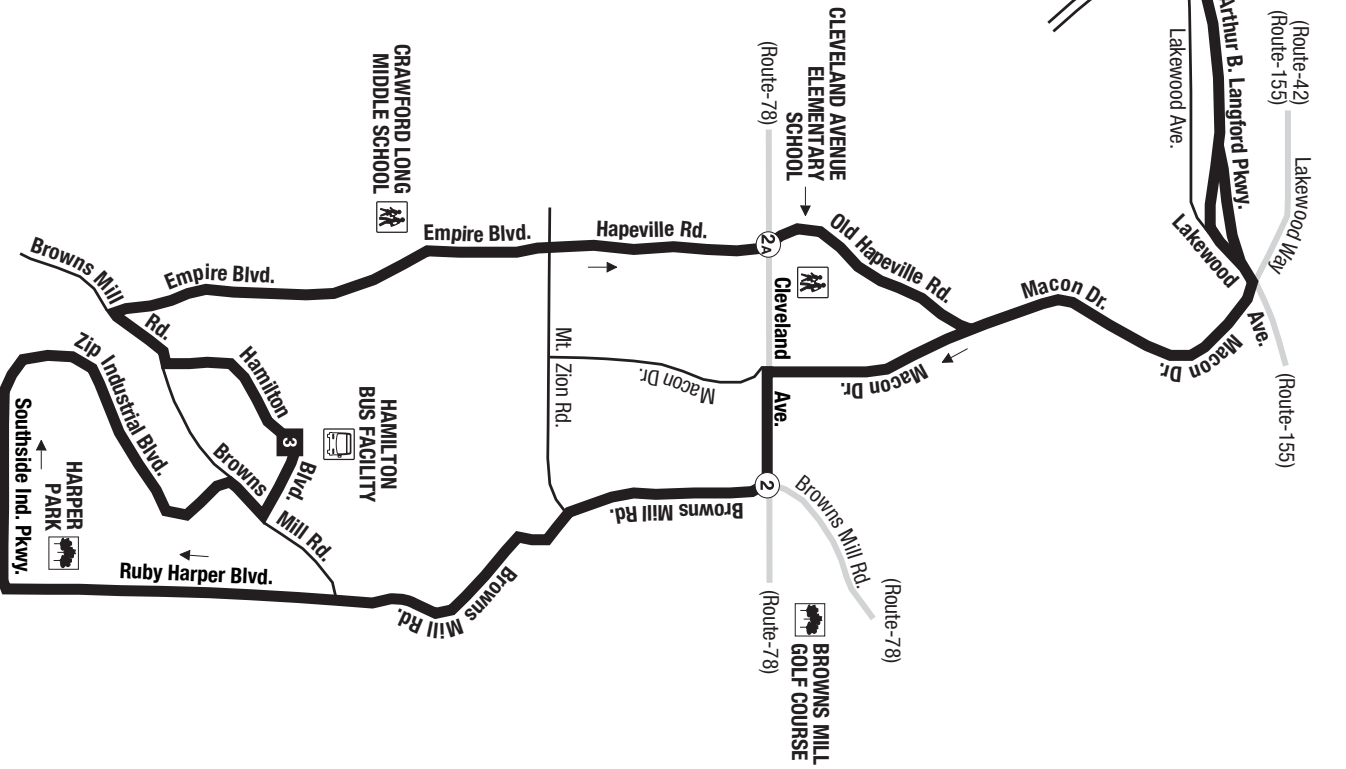 (Route-42)
(Route-155)
Lakewood Way
Arthur B. Langford Pkwy.
Lakewood Ave.
Lakewood
Ave.
(Route-155)
Macon Dr.
Macon Dr.
Old Hapeville Rd.
Macon Dr.
CLEVELAND AVENUE
ELEMENTARY
SCHOOL
(Route-78)
2A
Cleveland
Ave.
2
Browns Mill Rd.
(Route-78)
(Route-78)
BROWNS MILL
GOLF COURSE
Hapeville Rd.
Macon Dr.
Browns Mill Rd.
Mt.
Zion Rd.
Empire Blvd.
CRAWFORD LONG
MIDDLE SCHOOL
Empire Blvd.
Browns Mill
Rd.
Hamilton
3
Blvd.
HAMILTON
BUS FACILITY
Browns
Mill Rd.
Browns Mill Rd.
Zip Industrial Blvd.
Ruby Harper Blvd.
HARPER
PARK
Southside Ind. Pkwy.